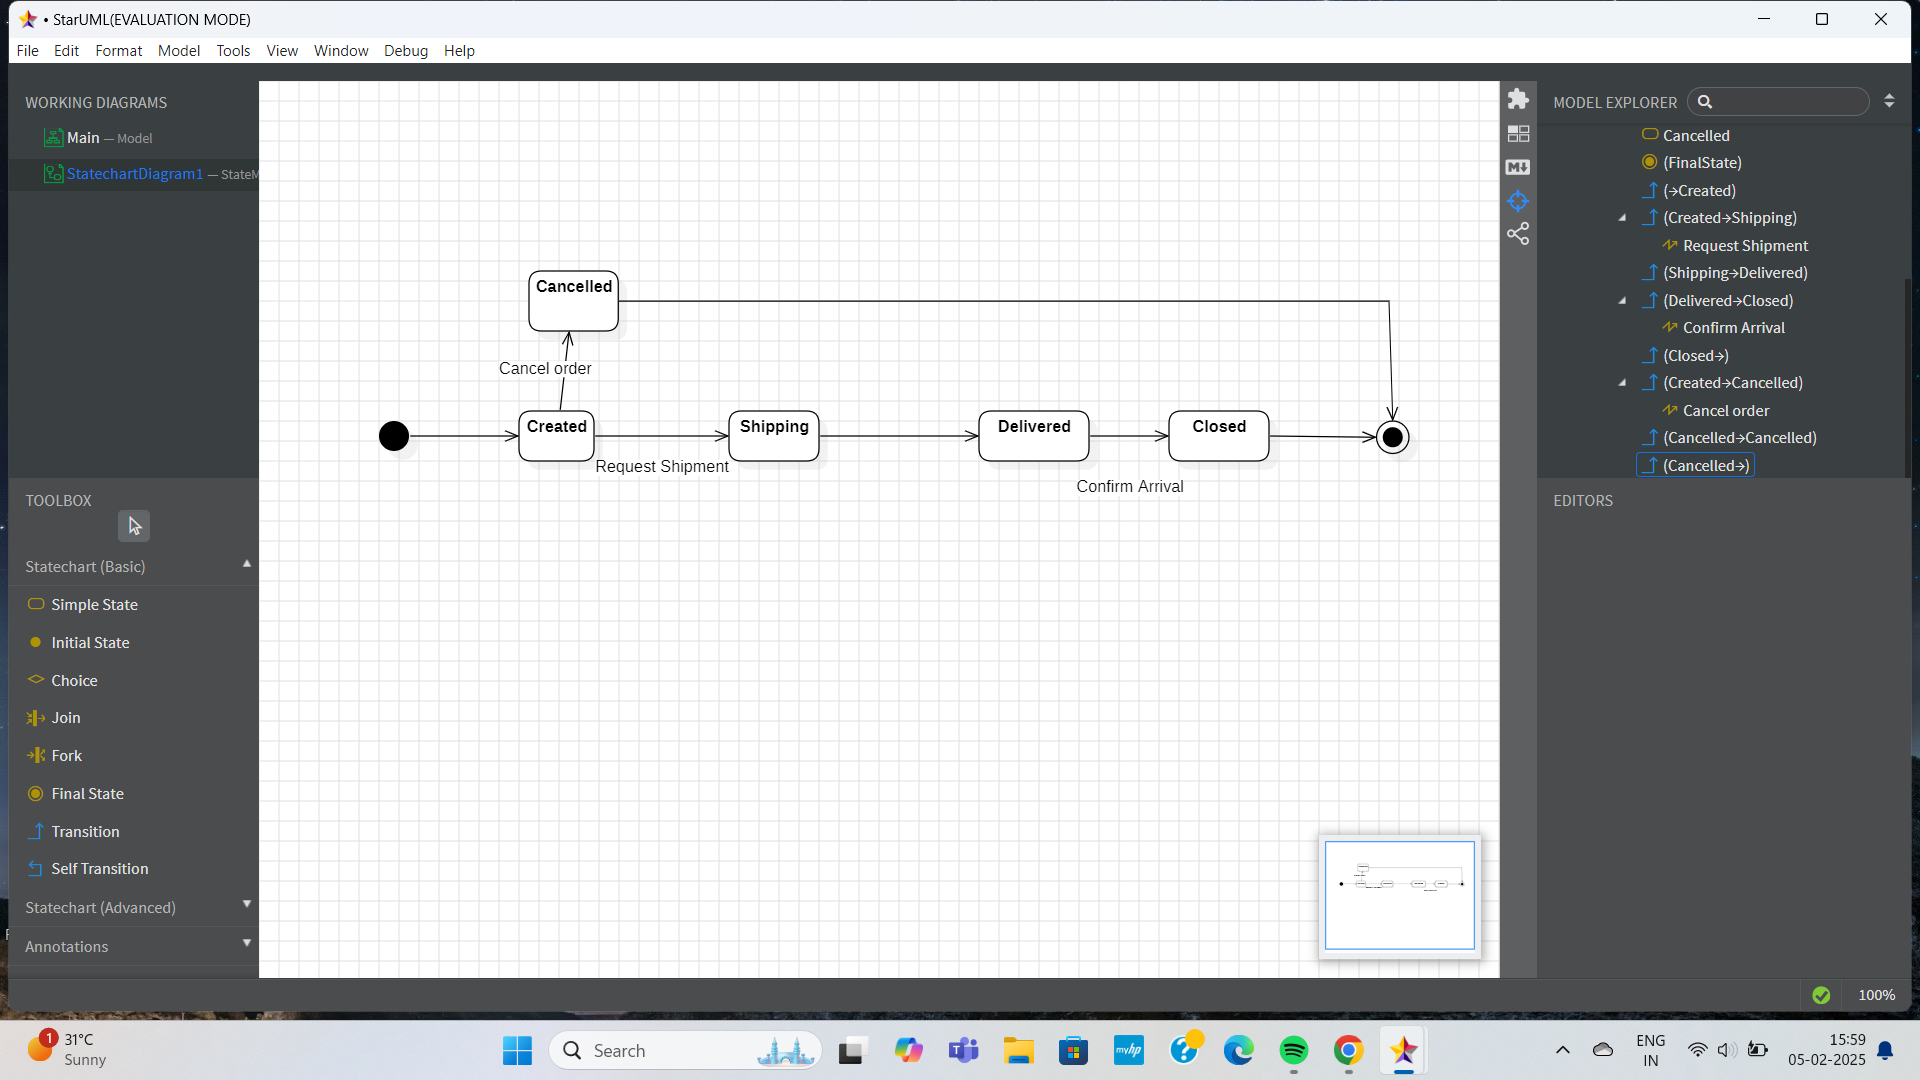 • StarUML(EVALUATION MODE)
File Edit Format Model Tools View Window Debug Help
WORKING DIAGRAMS
Main — Model
StatechartDiagram1 — StateM
TOOLBOX
Statechart (Basic)
Simple State
Initial State
Choice
Join
Fork
Final State
Transition
Self Transition
Statechart (Advanced)
Annotations
Cancelled
Cancel order
Created
Shipping
Delivered
Closed
Request Shipment
Confirm Arrival
MODEL EXPLORER
Cancelled
(FinalState)
(→Created)
(Created→Shipping)
Request Shipment
(Shipping→Delivered)
(Delivered→Closed)
Confirm Arrival
(Closed→)
(Created→Cancelled)
Cancel order
(Cancelled→Cancelled)
(Cancelled→)
EDITORS
100%
1
31°C
Sunny
Search
myhp
ENG
IN
15:59
05-02-2025